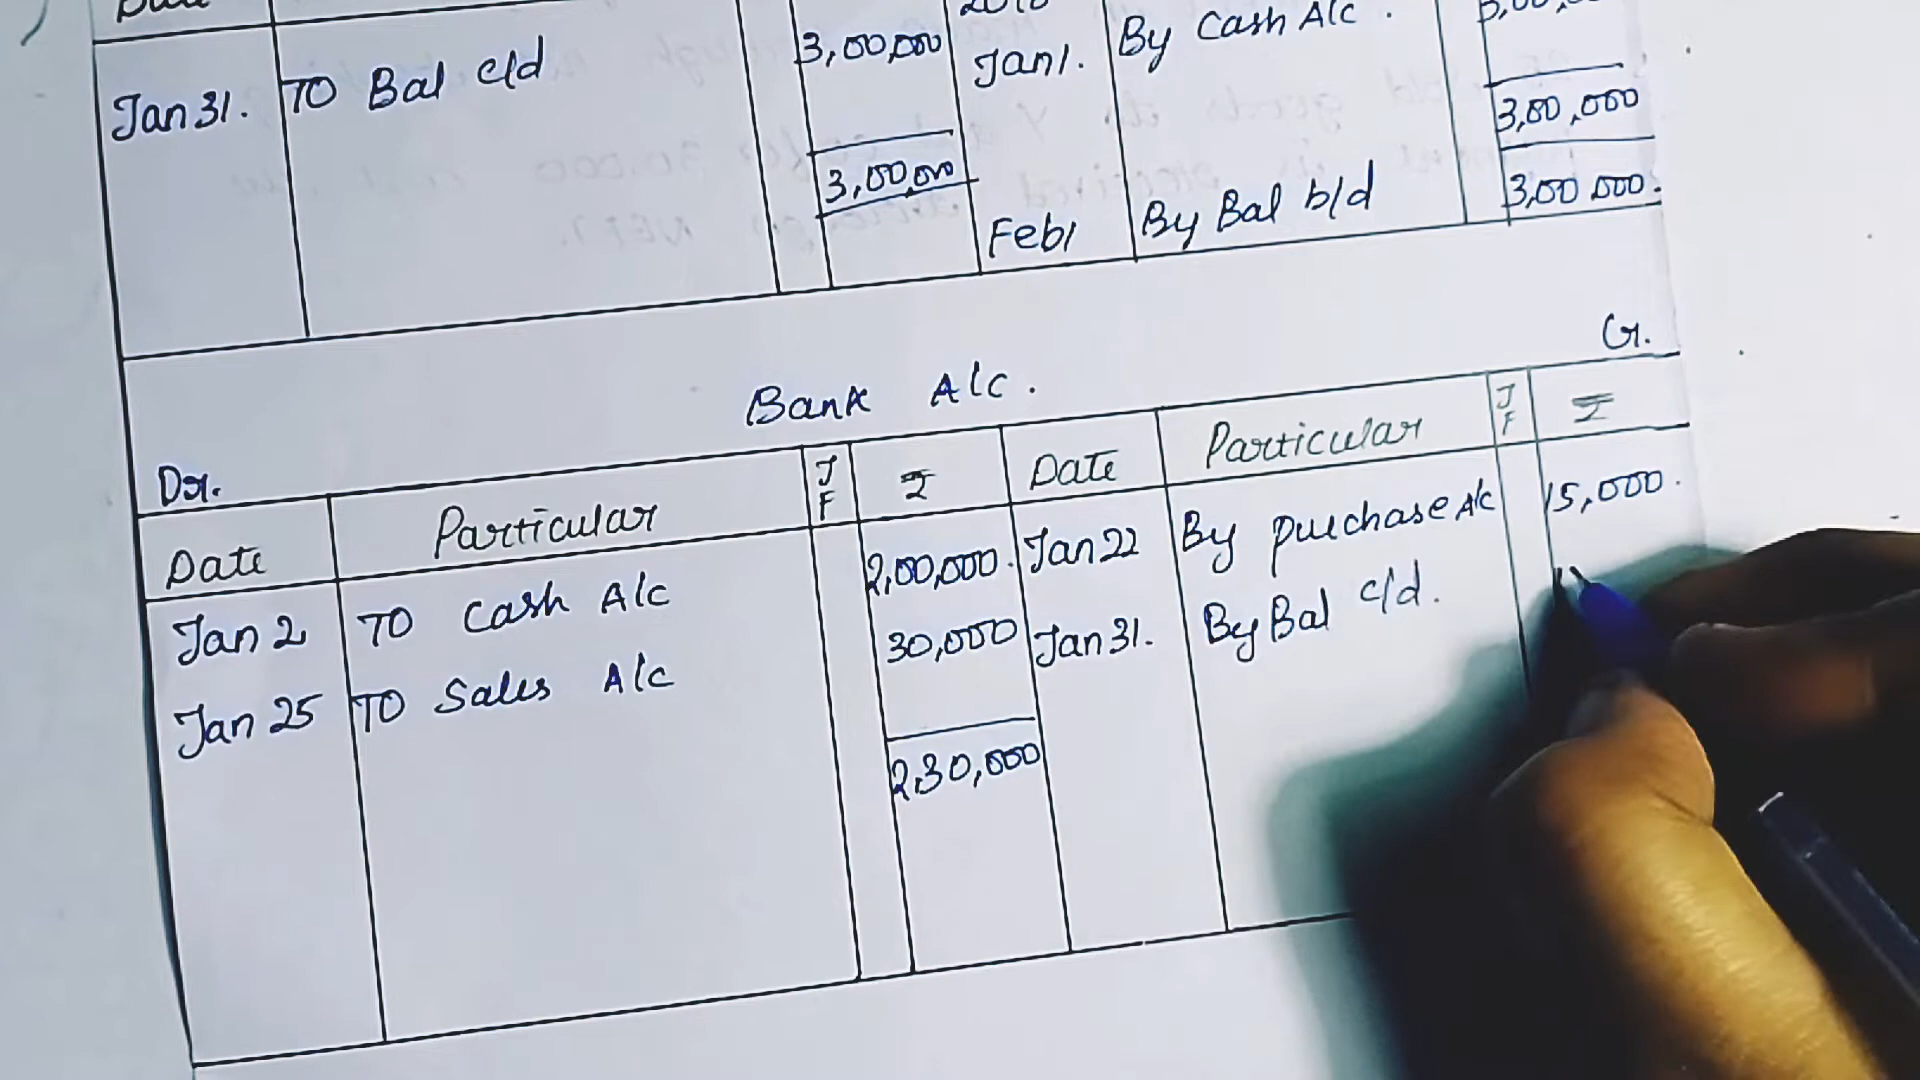 Jan 31. TO Bal c/d 3,00,000 Jan 1. By Cash A/c.
3,00,000 3,00,000
Feb 1 By Bal b/d 3,00,000.
Bank A/c.
Dr. Cr.
Date Particular JF ₹ Date Particular JF ₹
Jan 2 TO Cash A/c 2,00,000. Jan 22 By purchase A/c 15,000.
Jan 25 TO Sales A/c 30,000 Jan 31. By Bal c/d.
2,30,000